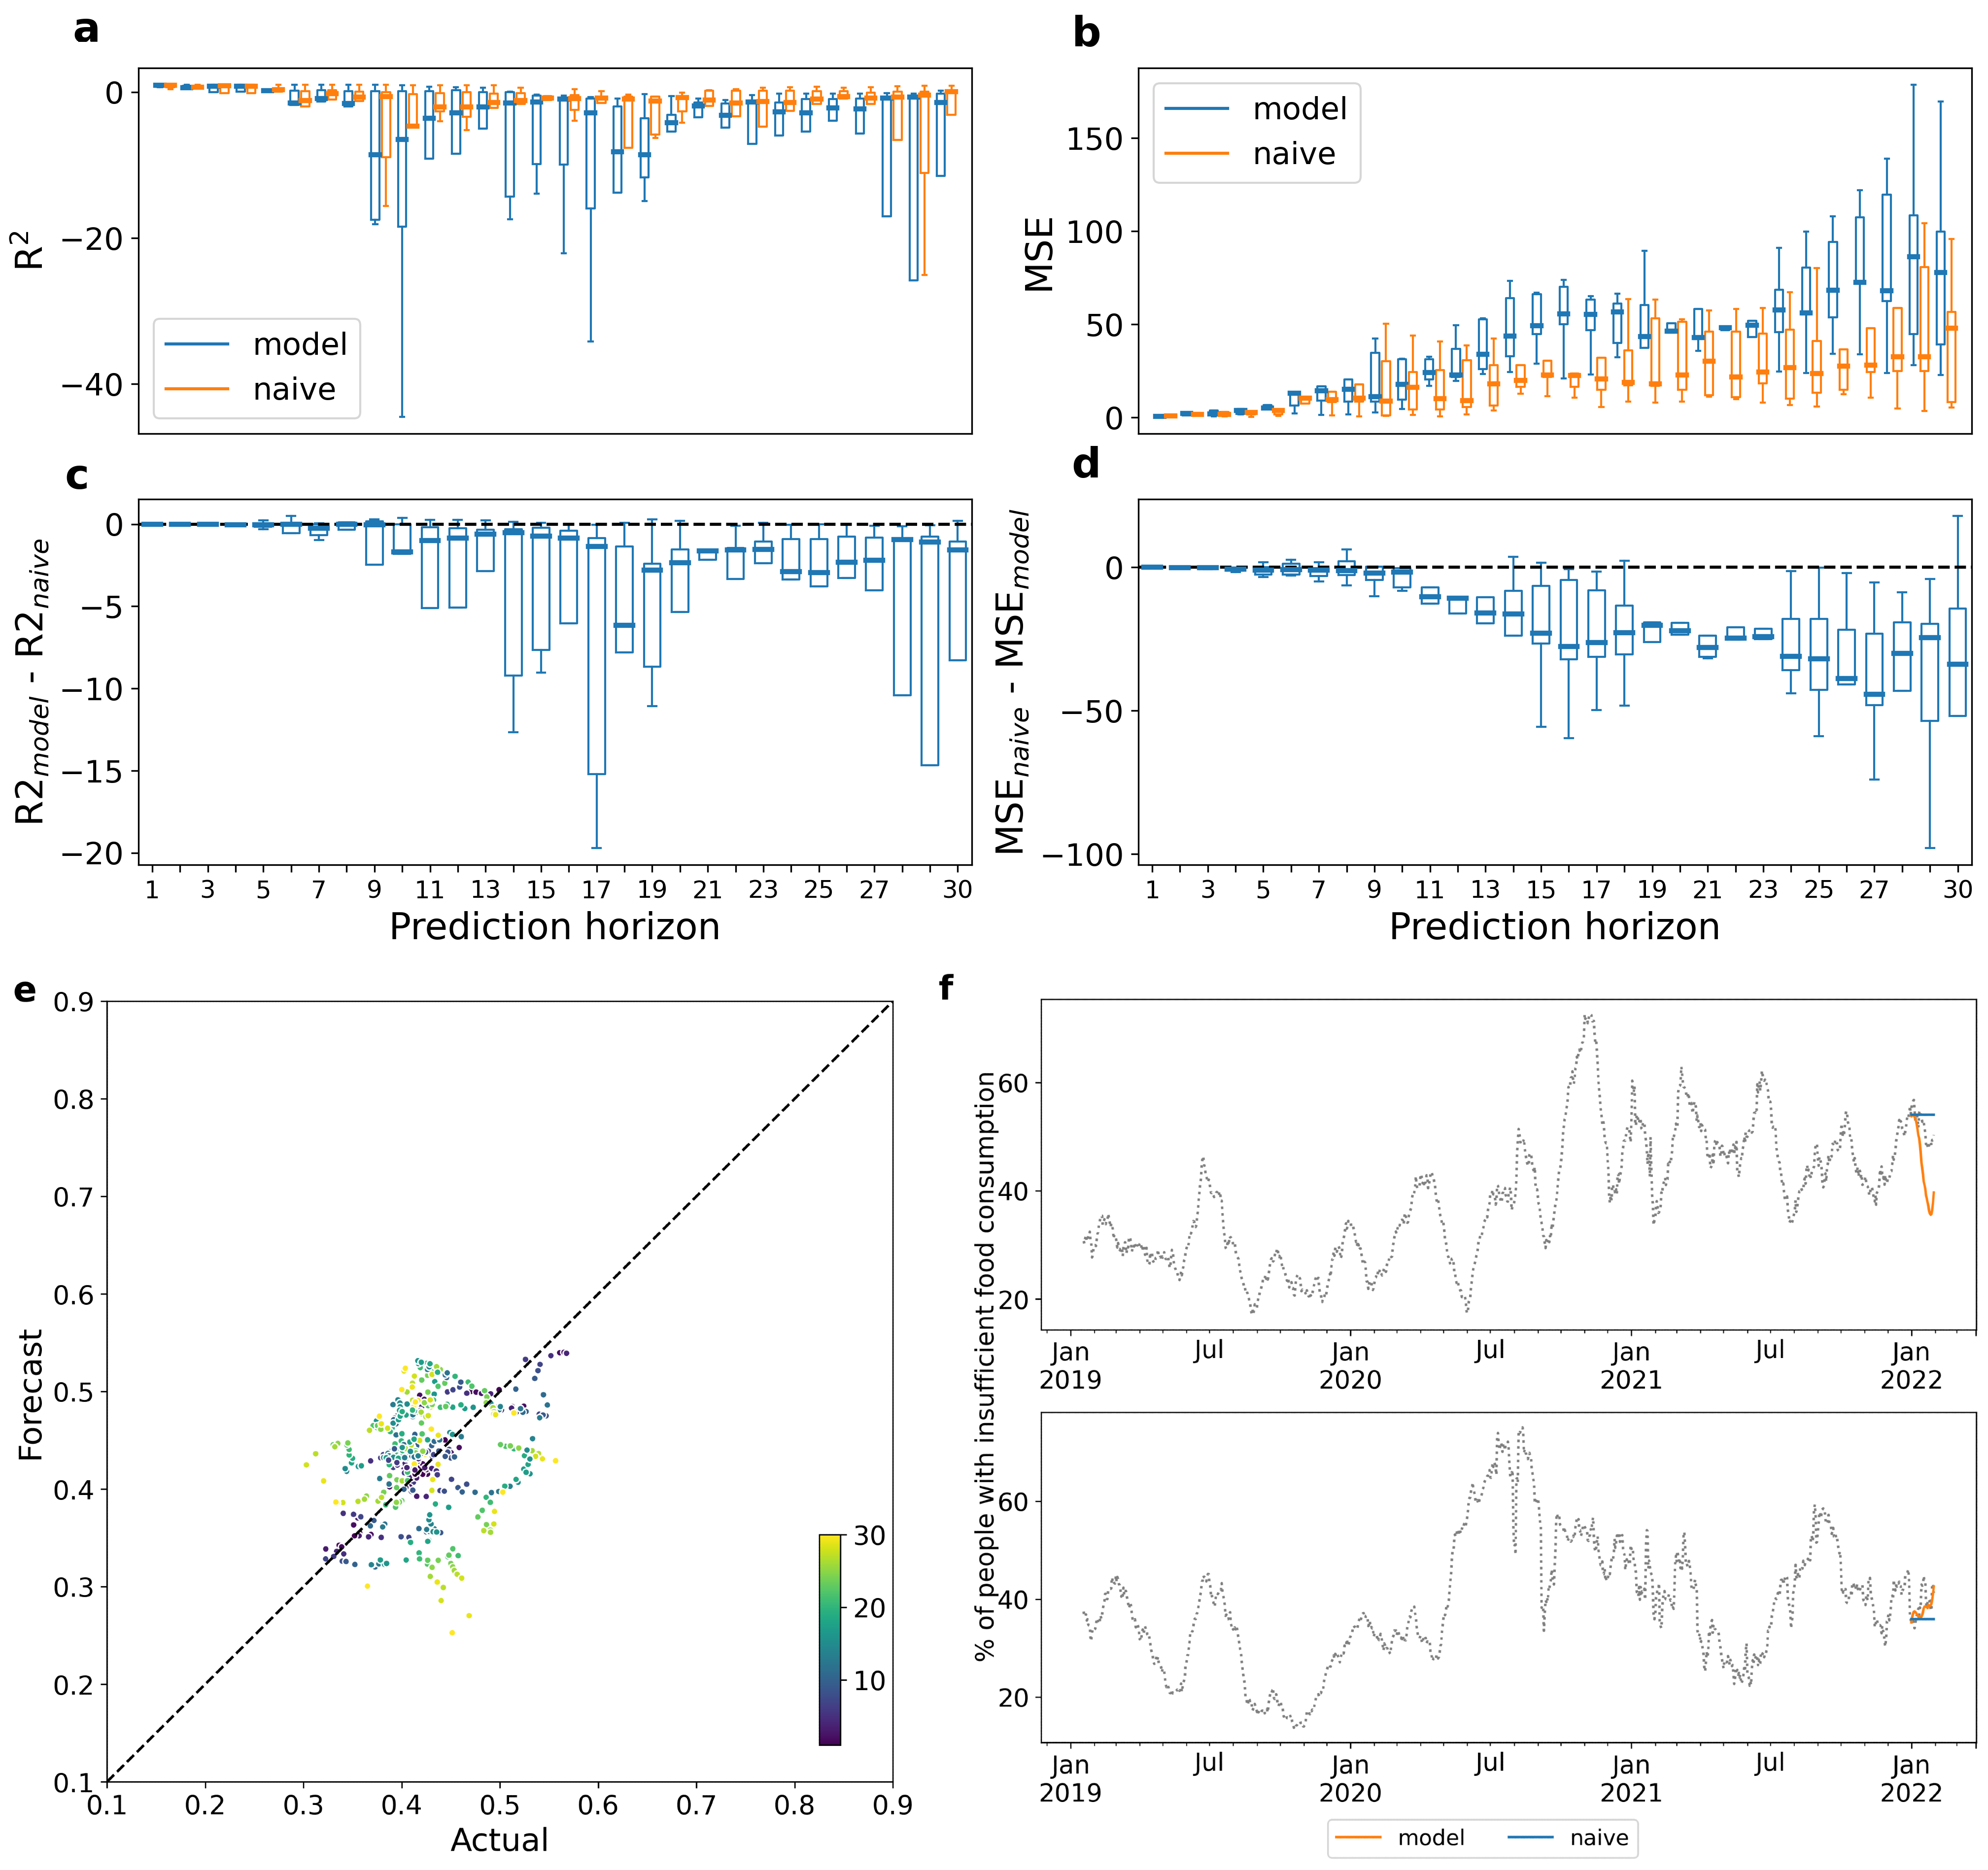 a
0
−20
−40
R²
model
naive
b
150
100
50
0
MSE
model
naive
c
0
−5
−10
−15
−20
R2model - R2naive
1 3 5 7 9 11 13 15 17 19 21 23 25 27 30
Prediction horizon
d
0
−50
−100
MSEnaive - MSEmodel
1 3 5 7 9 11 13 15 17 19 21 23 25 27 30
Prediction horizon
e
0.9
0.8
0.7
0.6
0.5
0.4
0.3
0.2
0.1
Forecast
30
20
10
0.1 0.2 0.3 0.4 0.5 0.6 0.7 0.8 0.9
Actual
f
% of people with insufficient food consumption
60
40
20
Jan Jul Jan Jul Jan Jul Jan
2019 2020 2021 2022
60
40
20
Jan Jul Jan Jul Jan Jul Jan
2019 2020 2021 2022
model naive